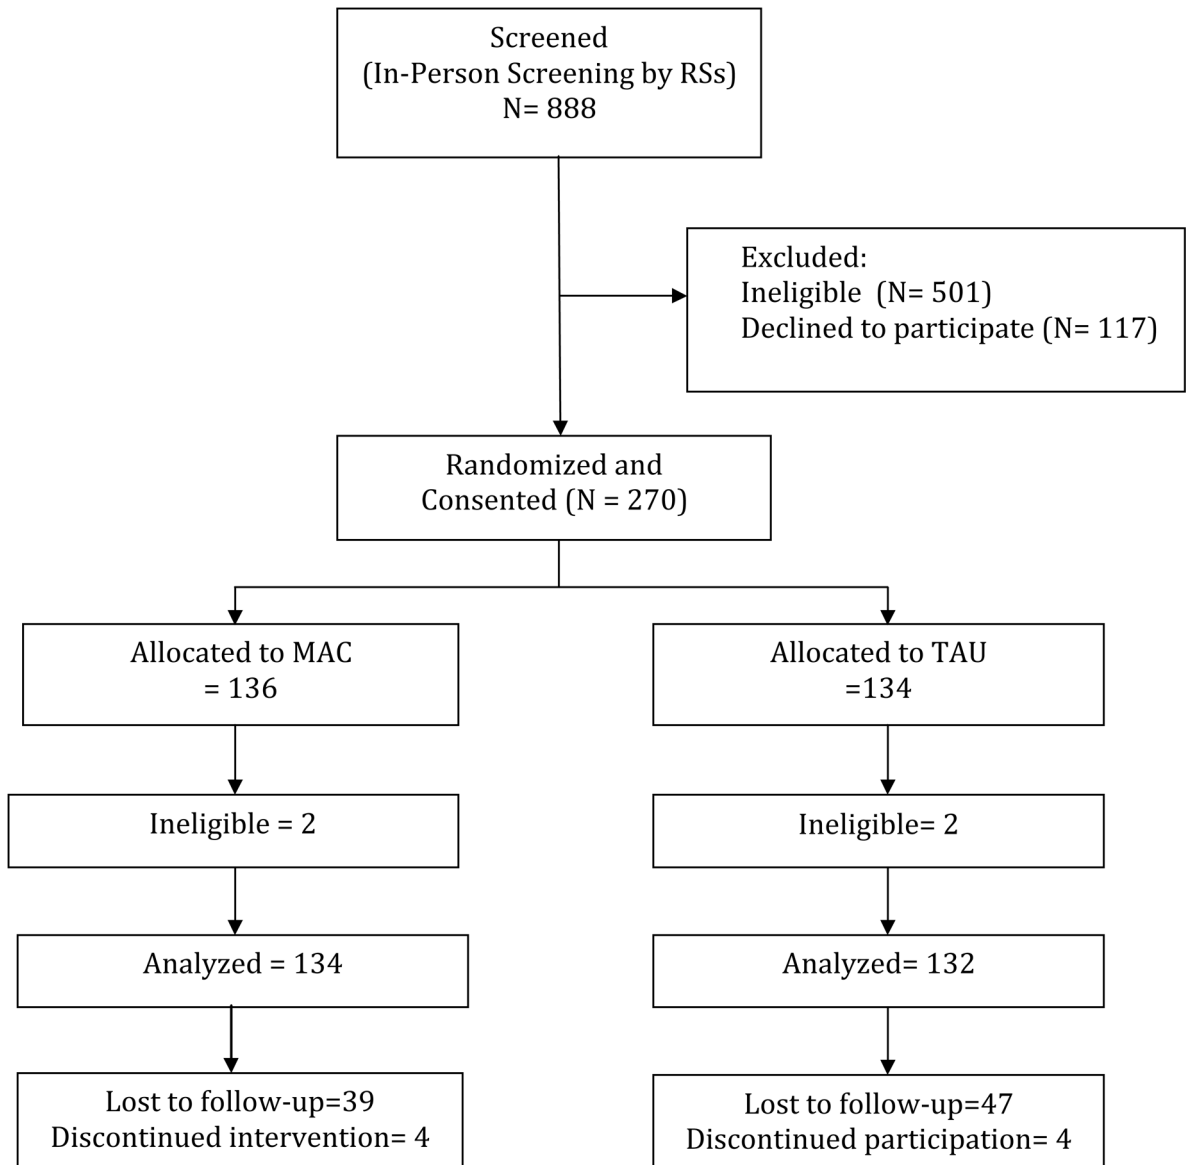 Screened
(In-Person Screening by RSs)
N= 888
Excluded:
Ineligible  (N= 501)
Declined to participate (N= 117)
Randomized and
Consented (N = 270)
Allocated to MAC
= 136
Allocated to TAU
=134
Ineligible = 2
Ineligible= 2
Analyzed = 134
Analyzed= 132
Lost to follow-up=39
Discontinued intervention= 4
Lost to follow-up=47
Discontinued participation= 4